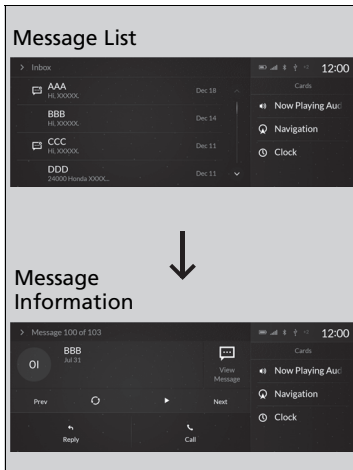 Message List
Inbox
12:00
AAA
Hi, XXXXX.
Dec 18
Cards
BBB
Hi, XXXXX.
Dec 14
Now Playing Aud
CCC
Hi, XXXXX.
Dec 11
Navigation
DDD
24000 Honda XXXX...
Dec 11
Clock
Message
Information
Message 100 of 103
12:00
OI
BBB
Jul 31
View
Message
Cards
Now Playing Aud
Prev
Next
Navigation
Reply
Call
Clock